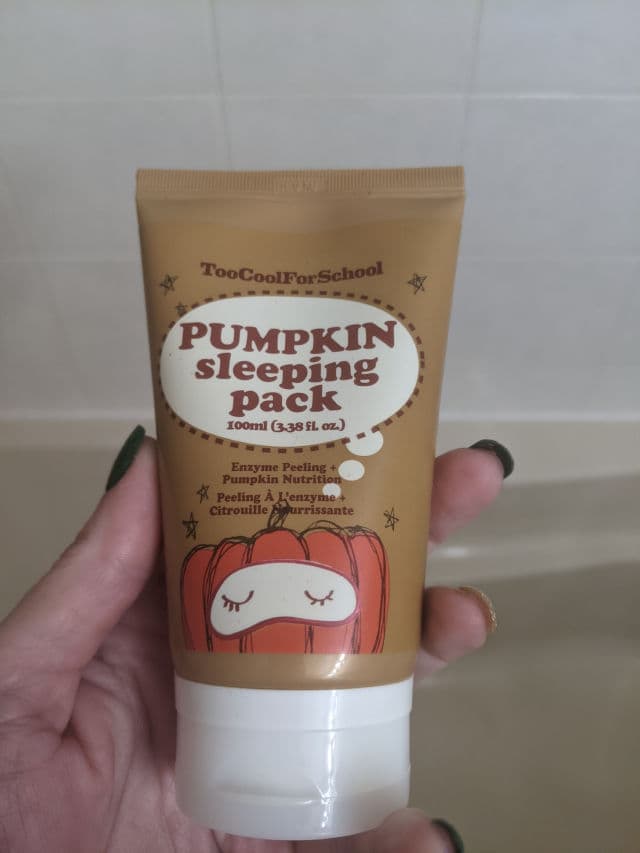 TooCoolForSchool
PUMPKIN
sleeping
pack
100ml (3.38 fl. oz.)
Enzyme Peeling +
Pumpkin Nutrition
Peeling À L'enzyme +
Citrouille Nourrissante